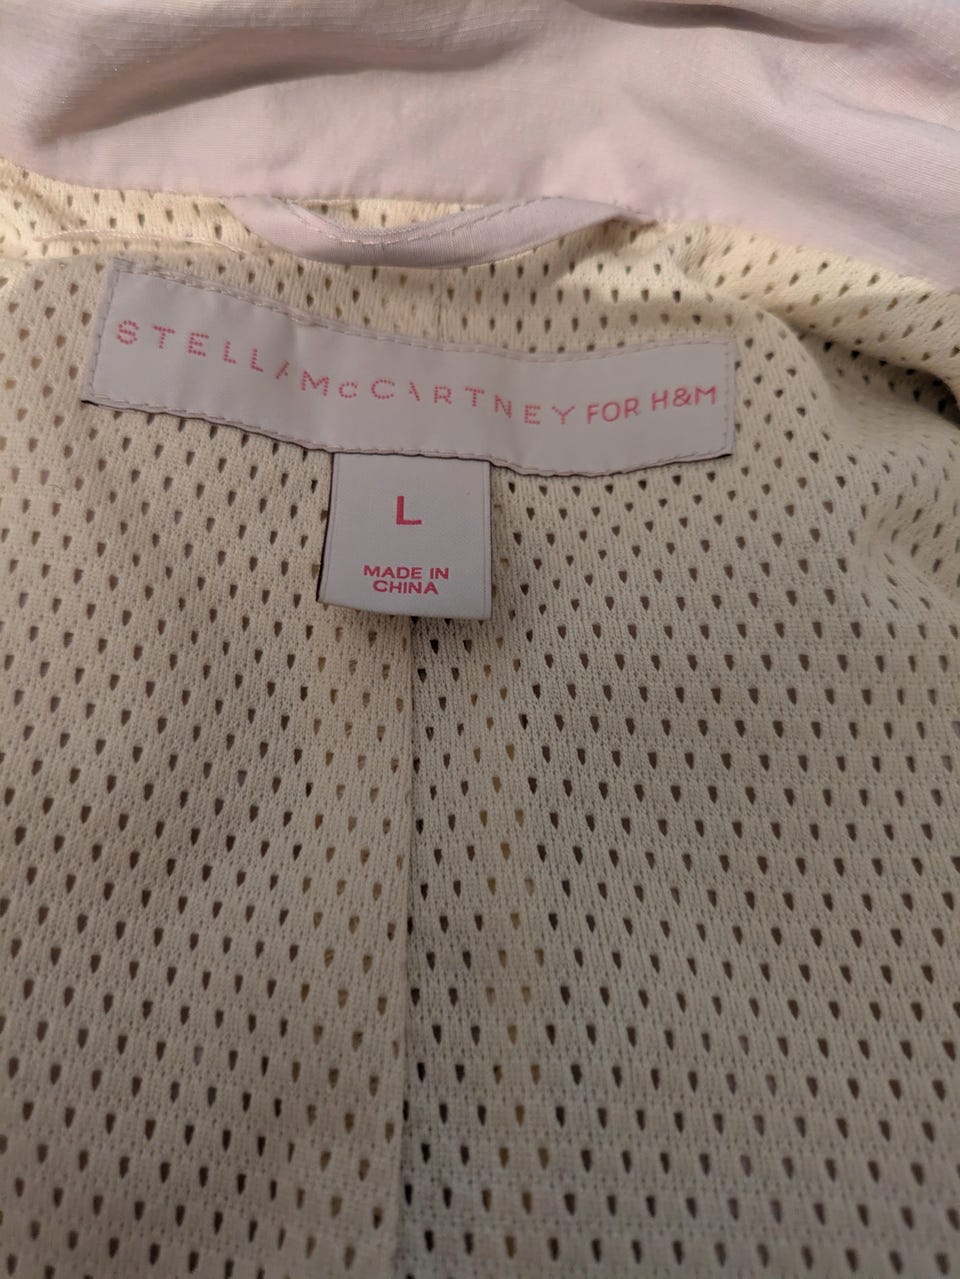 STELLA McCARTNEY FOR H&M
L
MADE IN
CHINA